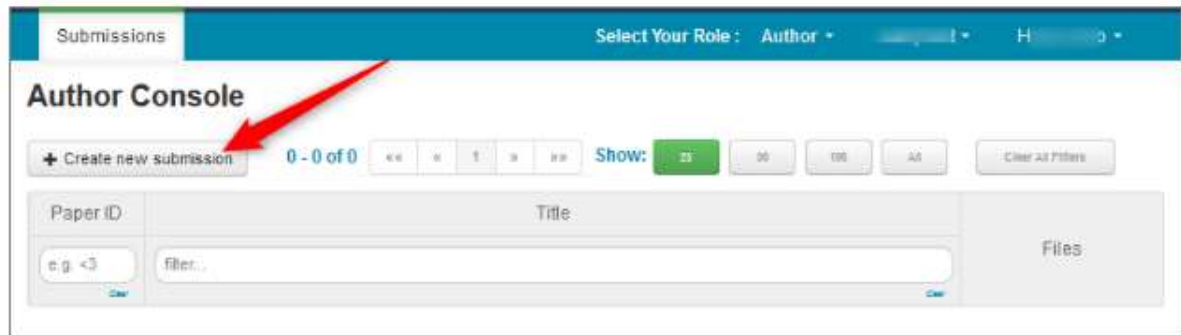 Submissions Select Your Role : Author
Author Console
+ Create new submission 0 - 0 of 0 «« « 1 » »» Show: 25 50 100 All Clear All Filters
Paper ID Title Files
e.g. <3 filter...
Clear Clear